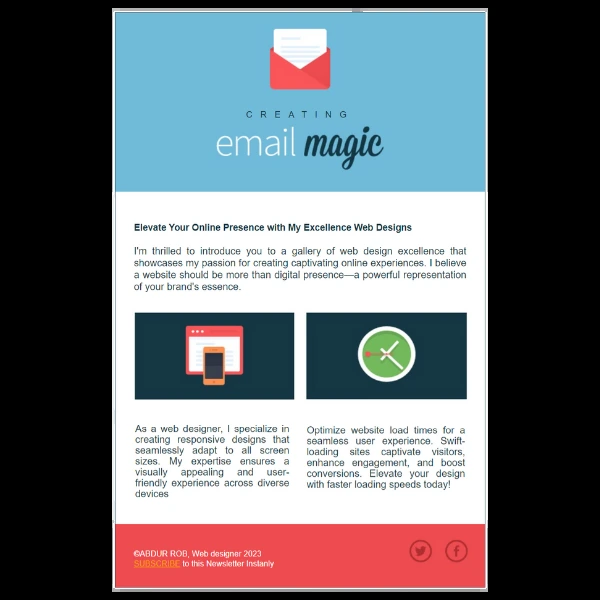 CREATING
email magic
Elevate Your Online Presence with My Excellence Web Designs
I'm thrilled to introduce you to a gallery of web design excellence that
showcases my passion for creating captivating online experiences. I believe
a website should be more than digital presence—a powerful representation
of your brand's essence.
As a web designer, I specialize in
creating responsive designs that
seamlessly adapt to all screen
sizes. My expertise ensures a
visually appealing and user-
friendly experience across diverse
devices
Optimize website load times for a
seamless user experience. Swift-
loading sites captivate visitors,
enhance engagement, and boost
conversions. Elevate your design
with faster loading speeds today!
©ABDUR ROB, Web designer 2023
SUBSCRIBE to this Newsletter Instanly